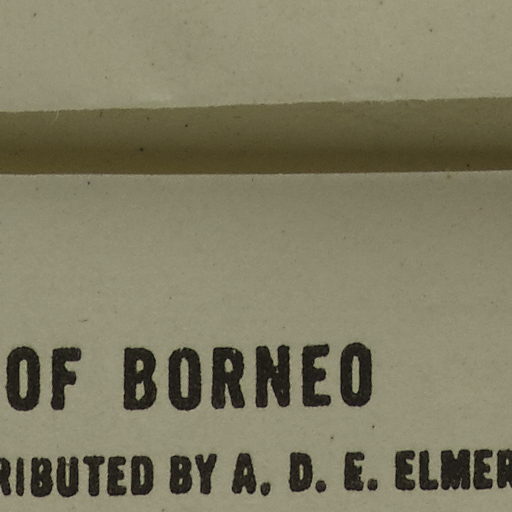 OF BORNEO
RIBUTED BY A. D. E. ELMER